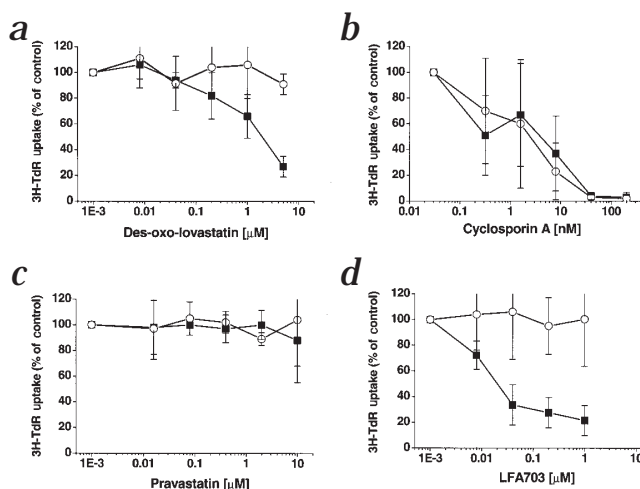 a
3H-TdR uptake (% of control)
120
100
80
60
40
20
0
1E-3 0.01 0.1 1 10
Des-oxo-lovastatin [µM]
b
3H-TdR uptake (% of control)
120
100
80
60
40
20
0
0.01 0.1 1 10 100
Cyclosporin A [nM]
c
3H-TdR uptake (% of control)
120
100
80
60
40
20
0
1E-3 0.01 0.1 1 10
Pravastatin [µM]
d
3H-TdR uptake (% of control)
120
100
80
60
40
20
0
1E-3 0.01 0.1 1 10
LFA703 [µM]